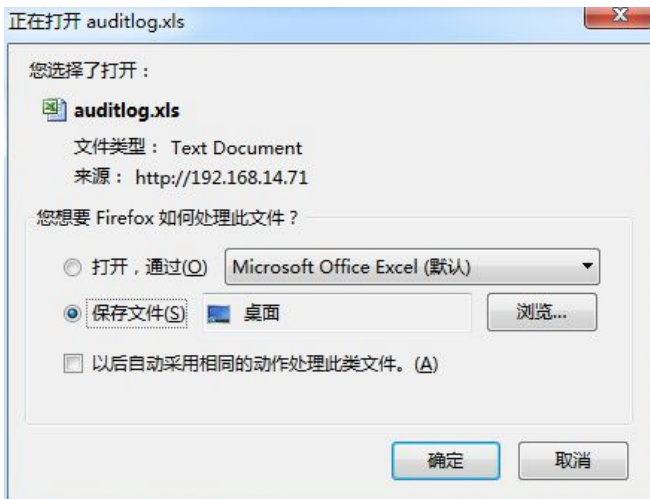 正在打开 auditlog.xls
您选择了打开：
auditlog.xls
文件类型： Text Document
来源： http://192.168.14.71
您想要 Firefox 如何处理此文件？
打开，通过(O) Microsoft Office Excel (默认)
保存文件(S) 桌面 浏览...
以后自动采用相同的动作处理此类文件。(A)
确定 取消